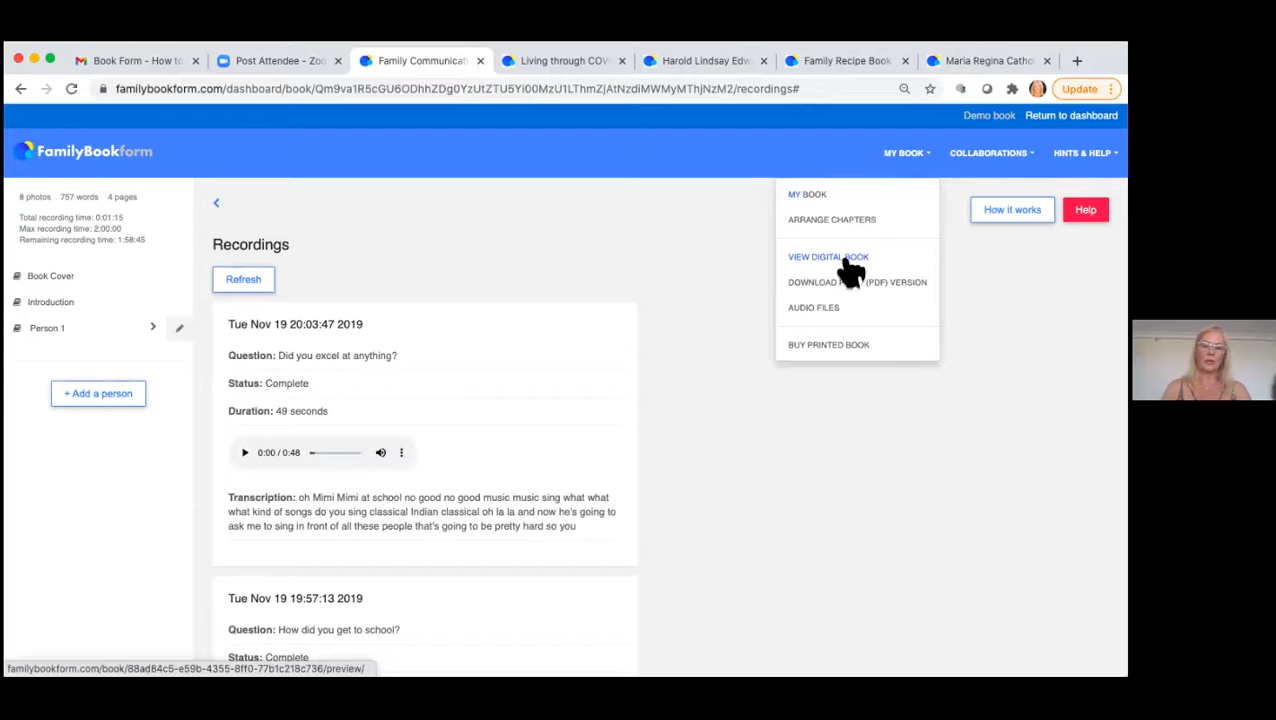 Book Form - How to
Post Attendee - Zoo
Family Communicati
Living through COV
Harold Lindsay Edw
Family Recipe Book
Maria Regina Cathol
familybookform.com/dashboard/book/Qm9va1R5cGU6ODhhZDg0YzUtZTU5Yi00MzU1LThmZjAtNzdiMWMyMThjNzM2/recordings#
Update
Demo book Return to dashboard
FamilyBookform
MY BOOK COLLABORATIONS HINTS & HELP
8 photos 757 words 4 pages
Total recording time: 0:01:15
Max recording time: 2:00:00
Remaining recording time: 1:58:45
Book Cover
Introduction
Person 1
+ Add a person
Recordings
Refresh
Tue Nov 19 20:03:47 2019
Question: Did you excel at anything?
Status: Complete
Duration: 49 seconds
0:00 / 0:48
Transcription: oh Mimi Mimi at school no good no good music music sing what what
what kind of songs do you sing classical Indian classical oh la la and now he's going to
ask me to sing in front of all these people that's going to be pretty hard so you
Tue Nov 19 19:57:13 2019
Question: How did you get to school?
Status: Complete
MY BOOK
ARRANGE CHAPTERS
VIEW DIGITAL BOOK
DOWNLOAD (PDF) VERSION
AUDIO FILES
BUY PRINTED BOOK
How it works
Help
familybookform.com/book/88ad84c5-e59b-4355-8ff0-77b1c218c736/preview/